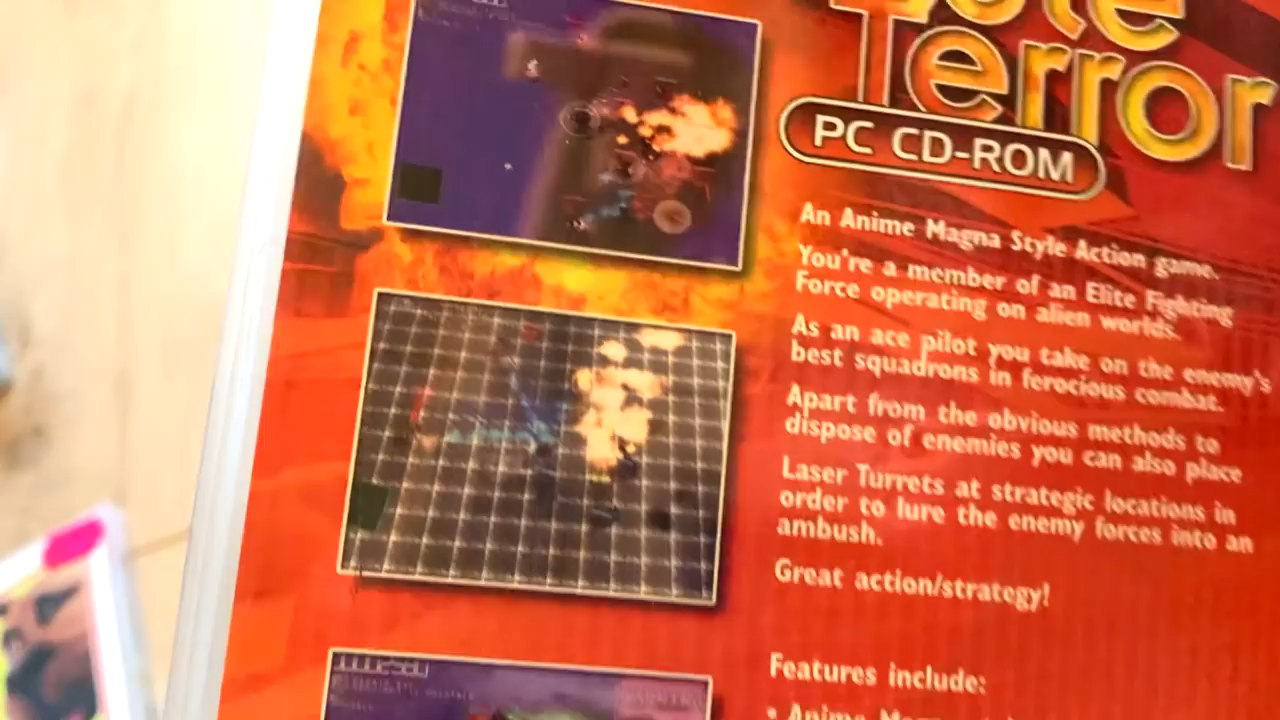 Terror
PC CD-ROM
An Anime Magna Style Action game.
You're a member of an Elite Fighting
Force operating on alien worlds.
As an ace pilot you take on the enemy's
best squadrons in ferocious combat.
Apart from the obvious methods to
dispose of enemies you can also place
Laser Turrets at strategic locations in
order to lure the enemy forces into an
ambush.
Great action/strategy!
Features include: